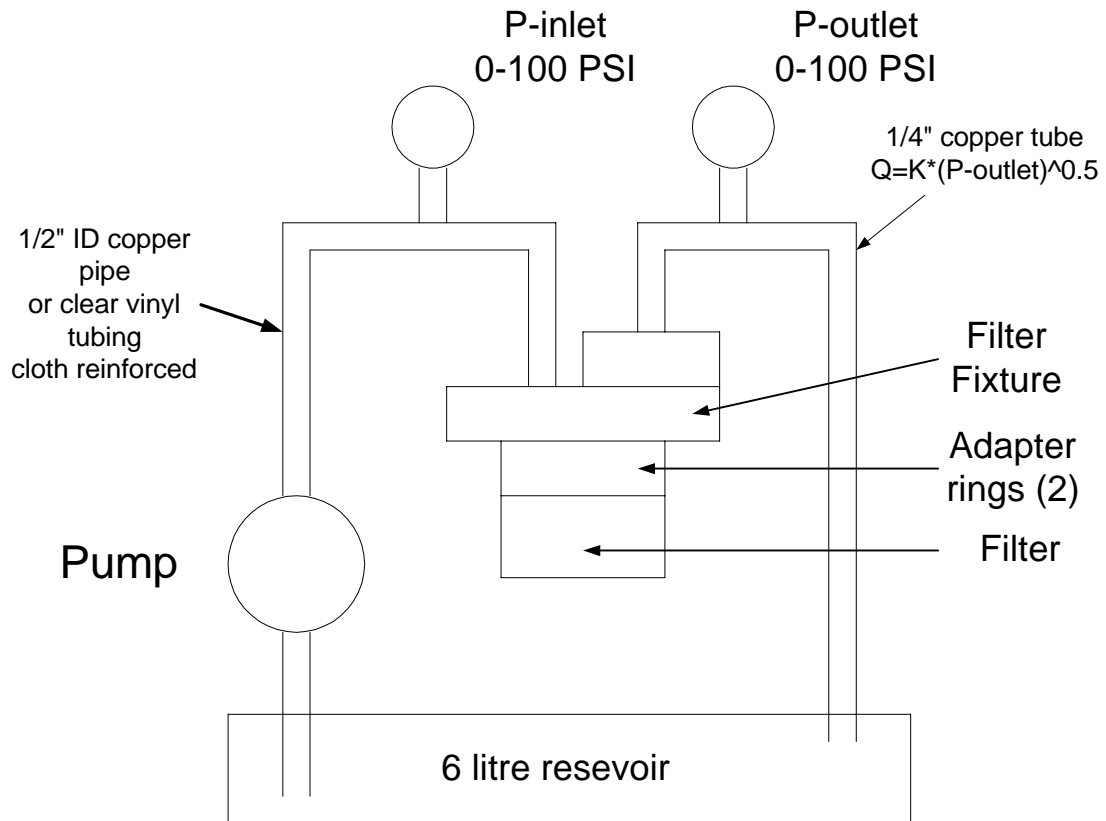 P-inlet
0-100 PSI
P-outlet
0-100 PSI
1/4" copper tube
Q=K*(P-outlet)^0.5
1/2" ID copper
pipe
or clear vinyl
tubing
cloth reinforced
Filter
Fixture
Adapter
rings (2)
Filter
Pump
6 litre resevoir